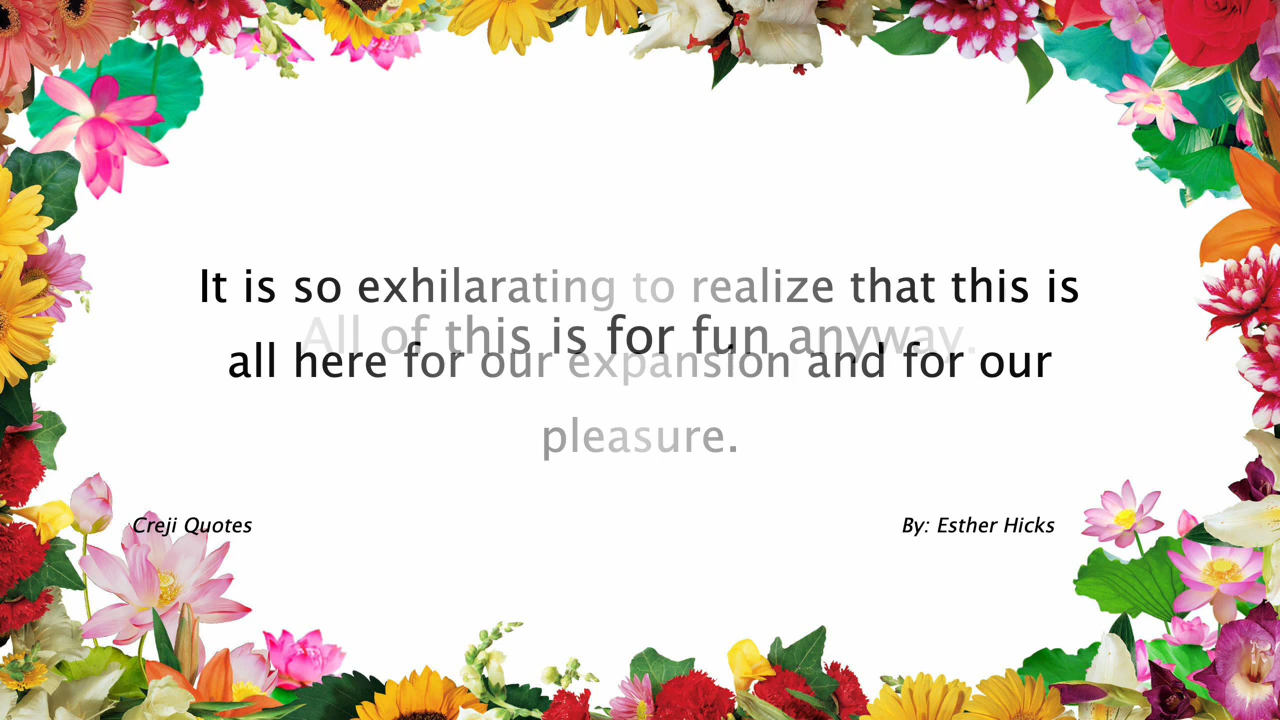 It is so exhilarating to realize that this is
All of this is for fun anyway.
all here for our expansion and for our
pleasure.
Creji Quotes
By: Esther Hicks